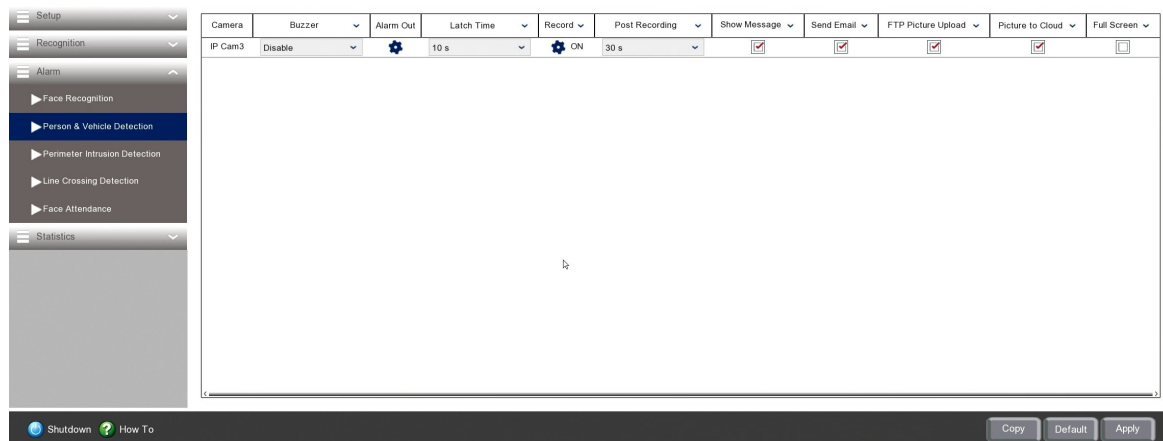 Setup
Recognition
Alarm
Face Recognition
Person & Vehicle Detection
Perimeter Intrusion Detection
Line Crossing Detection
Face Attendance
Statistics
Camera Buzzer Alarm Out Latch Time Record Post Recording Show Message Send Email FTP Picture Upload Picture to Cloud Full Screen
IP Cam3 Disable 10 s ON 30 s
Shutdown ? How To
Copy Default Apply